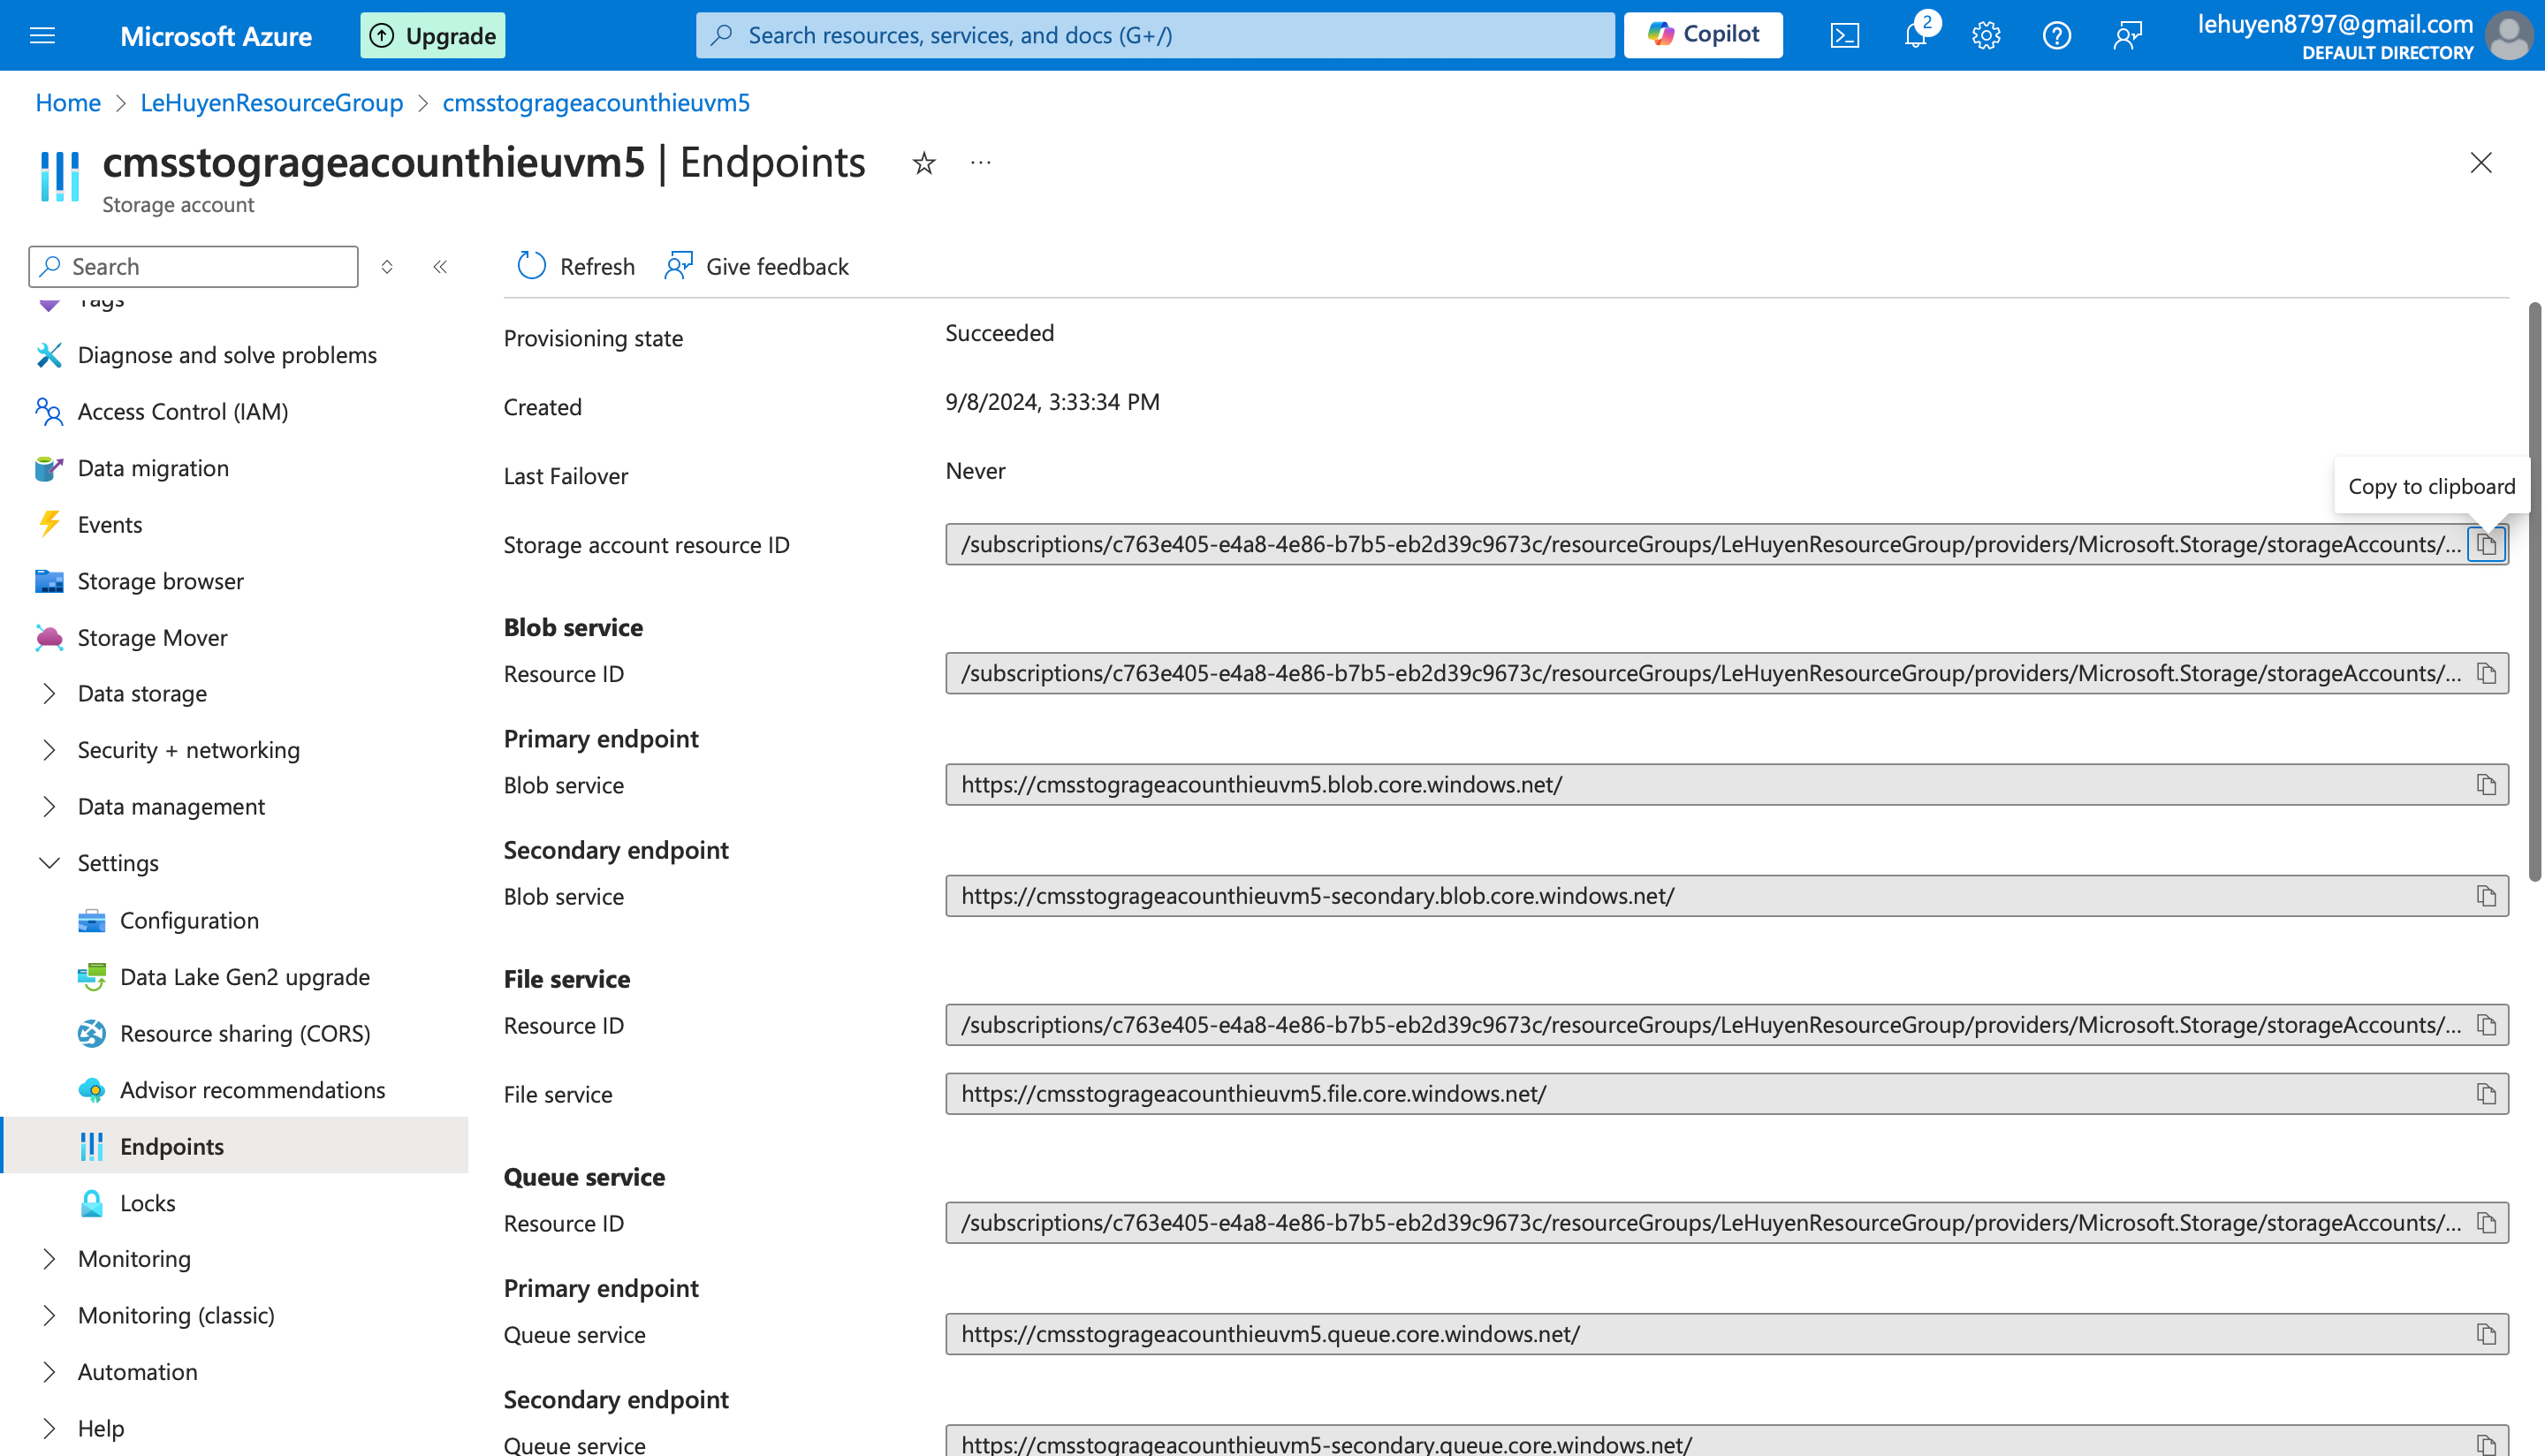 Microsoft Azure
Upgrade
Search resources, services, and docs (G+/)
Copilot
2
lehuyen8797@gmail.com
DEFAULT DIRECTORY
Home > LeHuyenResourceGroup > cmsstogrageacounthieuvm5
cmsstogrageacounthieuvm5 | Endpoints
Storage account
Search
Refresh
Give feedback
Tags
Diagnose and solve problems
Access Control (IAM)
Data migration
Events
Storage browser
Storage Mover
Data storage
Security + networking
Data management
Settings
Configuration
Data Lake Gen2 upgrade
Resource sharing (CORS)
Advisor recommendations
Endpoints
Locks
Monitoring
Monitoring (classic)
Automation
Help
Provisioning state
Succeeded
Created
9/8/2024, 3:33:34 PM
Last Failover
Never
Copy to clipboard
Storage account resource ID
/subscriptions/c763e405-e4a8-4e86-b7b5-eb2d39c9673c/resourceGroups/LeHuyenResourceGroup/providers/Microsoft.Storage/storageAccounts/...
Blob service
Resource ID
/subscriptions/c763e405-e4a8-4e86-b7b5-eb2d39c9673c/resourceGroups/LeHuyenResourceGroup/providers/Microsoft.Storage/storageAccounts/...
Primary endpoint
Blob service
https://cmsstogrageacounthieuvm5.blob.core.windows.net/
Secondary endpoint
Blob service
https://cmsstogrageacounthieuvm5-secondary.blob.core.windows.net/
File service
Resource ID
/subscriptions/c763e405-e4a8-4e86-b7b5-eb2d39c9673c/resourceGroups/LeHuyenResourceGroup/providers/Microsoft.Storage/storageAccounts/...
File service
https://cmsstogrageacounthieuvm5.file.core.windows.net/
Queue service
Resource ID
/subscriptions/c763e405-e4a8-4e86-b7b5-eb2d39c9673c/resourceGroups/LeHuyenResourceGroup/providers/Microsoft.Storage/storageAccounts/...
Primary endpoint
Queue service
https://cmsstogrageacounthieuvm5.queue.core.windows.net/
Secondary endpoint
Queue service
https://cmsstogrageacounthieuvm5-secondary.queue.core.windows.net/